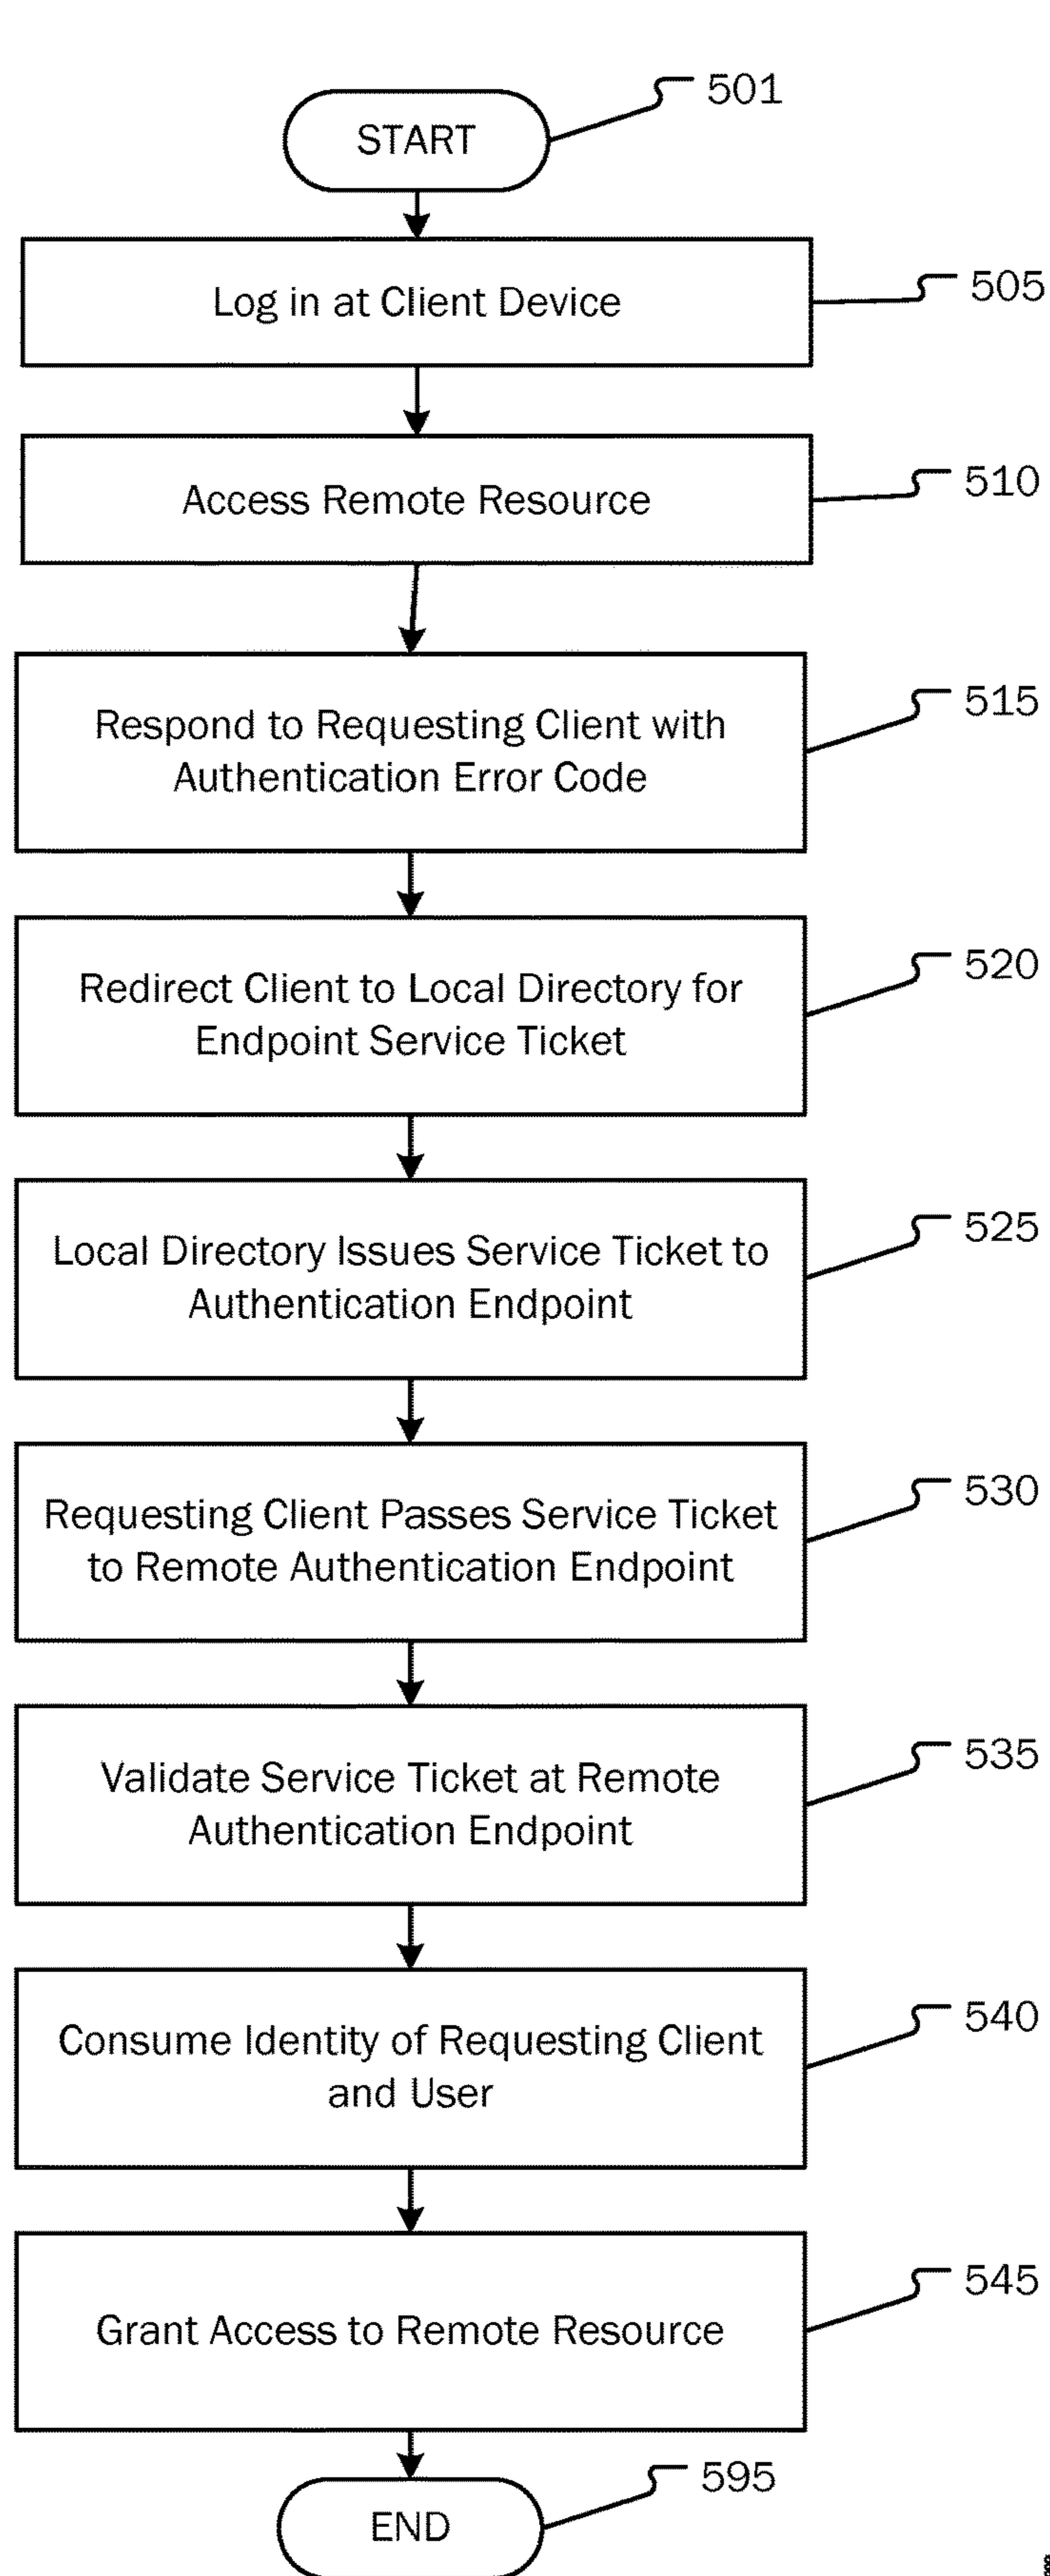 START
501
Log in at Client Device
505
Access Remote Resource
510
Respond to Requesting Client with
Authentication Error Code
515
Redirect Client to Local Directory for
Endpoint Service Ticket
520
Local Directory Issues Service Ticket to
Authentication Endpoint
525
Requesting Client Passes Service Ticket
to Remote Authentication Endpoint
530
Validate Service Ticket at Remote
Authentication Endpoint
535
Consume Identity of Requesting Client
and User
540
Grant Access to Remote Resource
545
END
595